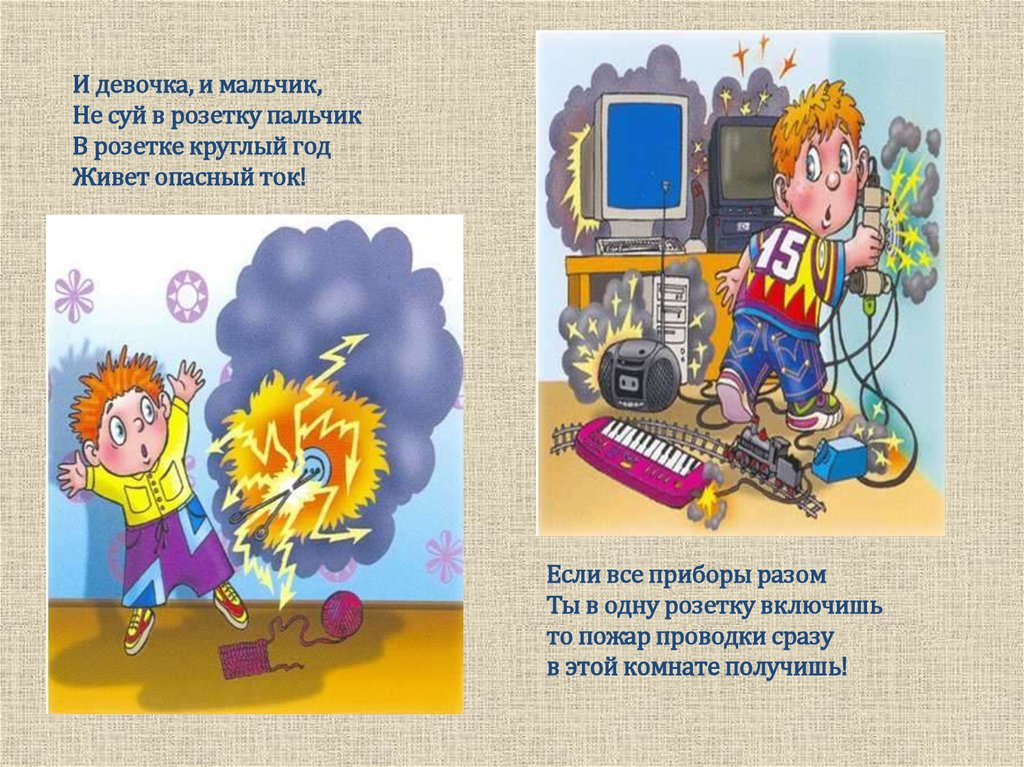 И девочка, и мальчик,
Не суй в розетку пальчик
В розетке круглый год
Живет опасный ток!
15
Если все приборы разом
Ты в одну розетку включишь
то пожар проводки сразу
в этой комнате получишь!